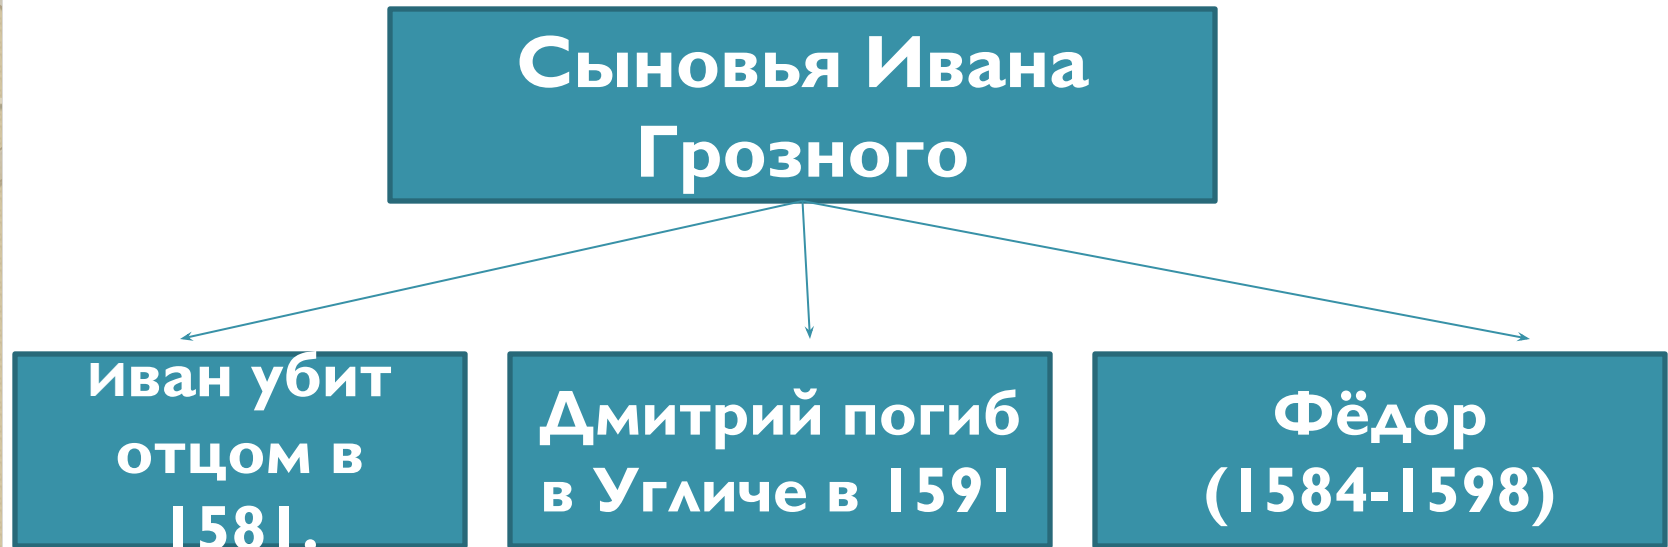 Сыновья Ивана
Грозного
Иван убит
отцом в
1581.
Дмитрий погиб
в Угличе в 1591
Фёдор
(1584-1598)